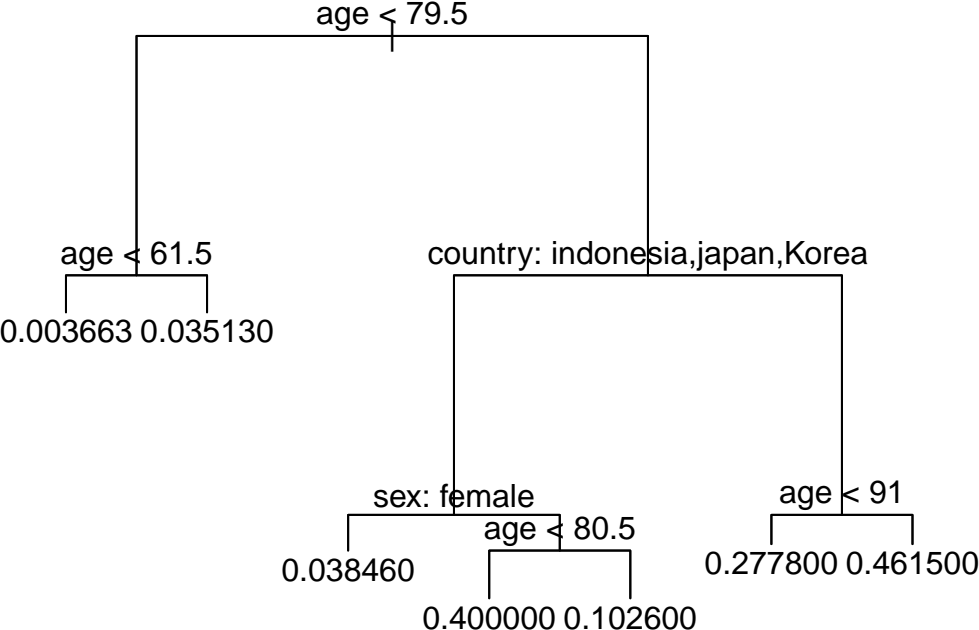 age < 79.5
age < 61.5
country: indonesia,japan,Korea
0.003663 0.035130
sex: female
age < 91
age < 80.5
0.038460
0.277800 0.461500
0.400000 0.102600